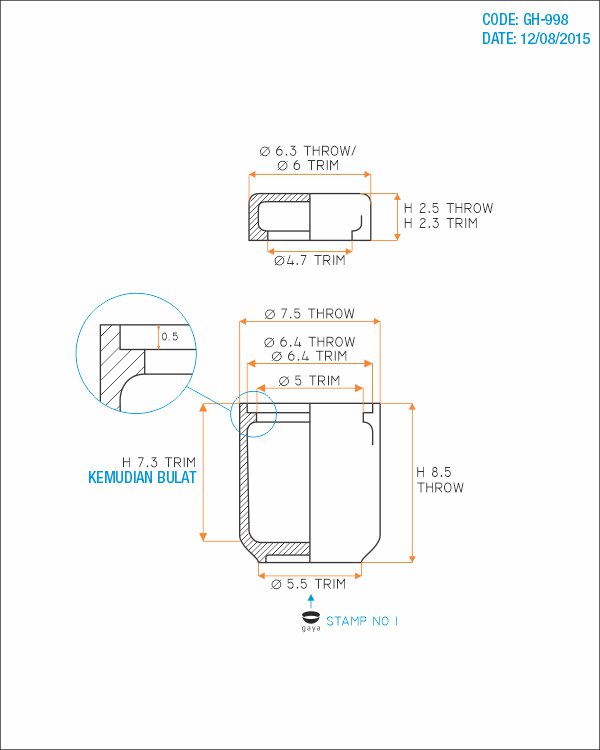 CODE: GH-998
DATE: 12/08/2015
Ø 6.3 THROW/
Ø 6 TRIM
H 2.5 THROW
H 2.3 TRIM
Ø4.7 TRIM
Ø 7.5 THROW
0.5
Ø 6.4 THROW
Ø 6.4 TRIM
Ø 5 TRIM
H 7.3 TRIM
KEMUDIAN BULAT
H 8.5
THROW
Ø 5.5 TRIM
gaya
STAMP NO I